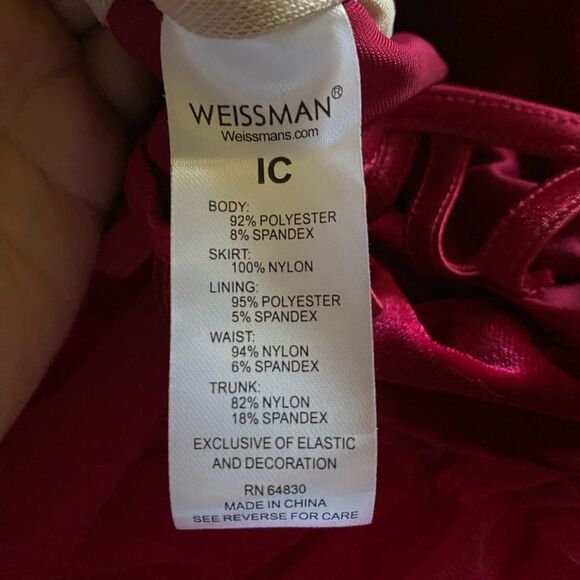 WEISSMAN®
Weissmans.com
IC
BODY:
92% POLYESTER
8% SPANDEX
SKIRT:
100% NYLON
LINING:
95% POLYESTER
5% SPANDEX
WAIST:
94% NYLON
6% SPANDEX
TRUNK:
82% NYLON
18% SPANDEX
EXCLUSIVE OF ELASTIC
AND DECORATION
RN 64830
MADE IN CHINA
SEE REVERSE FOR CARE